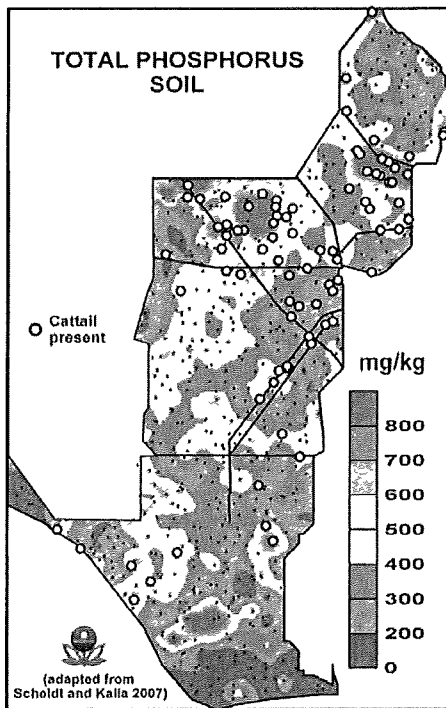 TOTAL PHOSPHORUS
SOIL
Cattail
present
mg/kg
800
700
600
500
400
300
200
0
(adapted from
Scholdt and Kalla 2007)